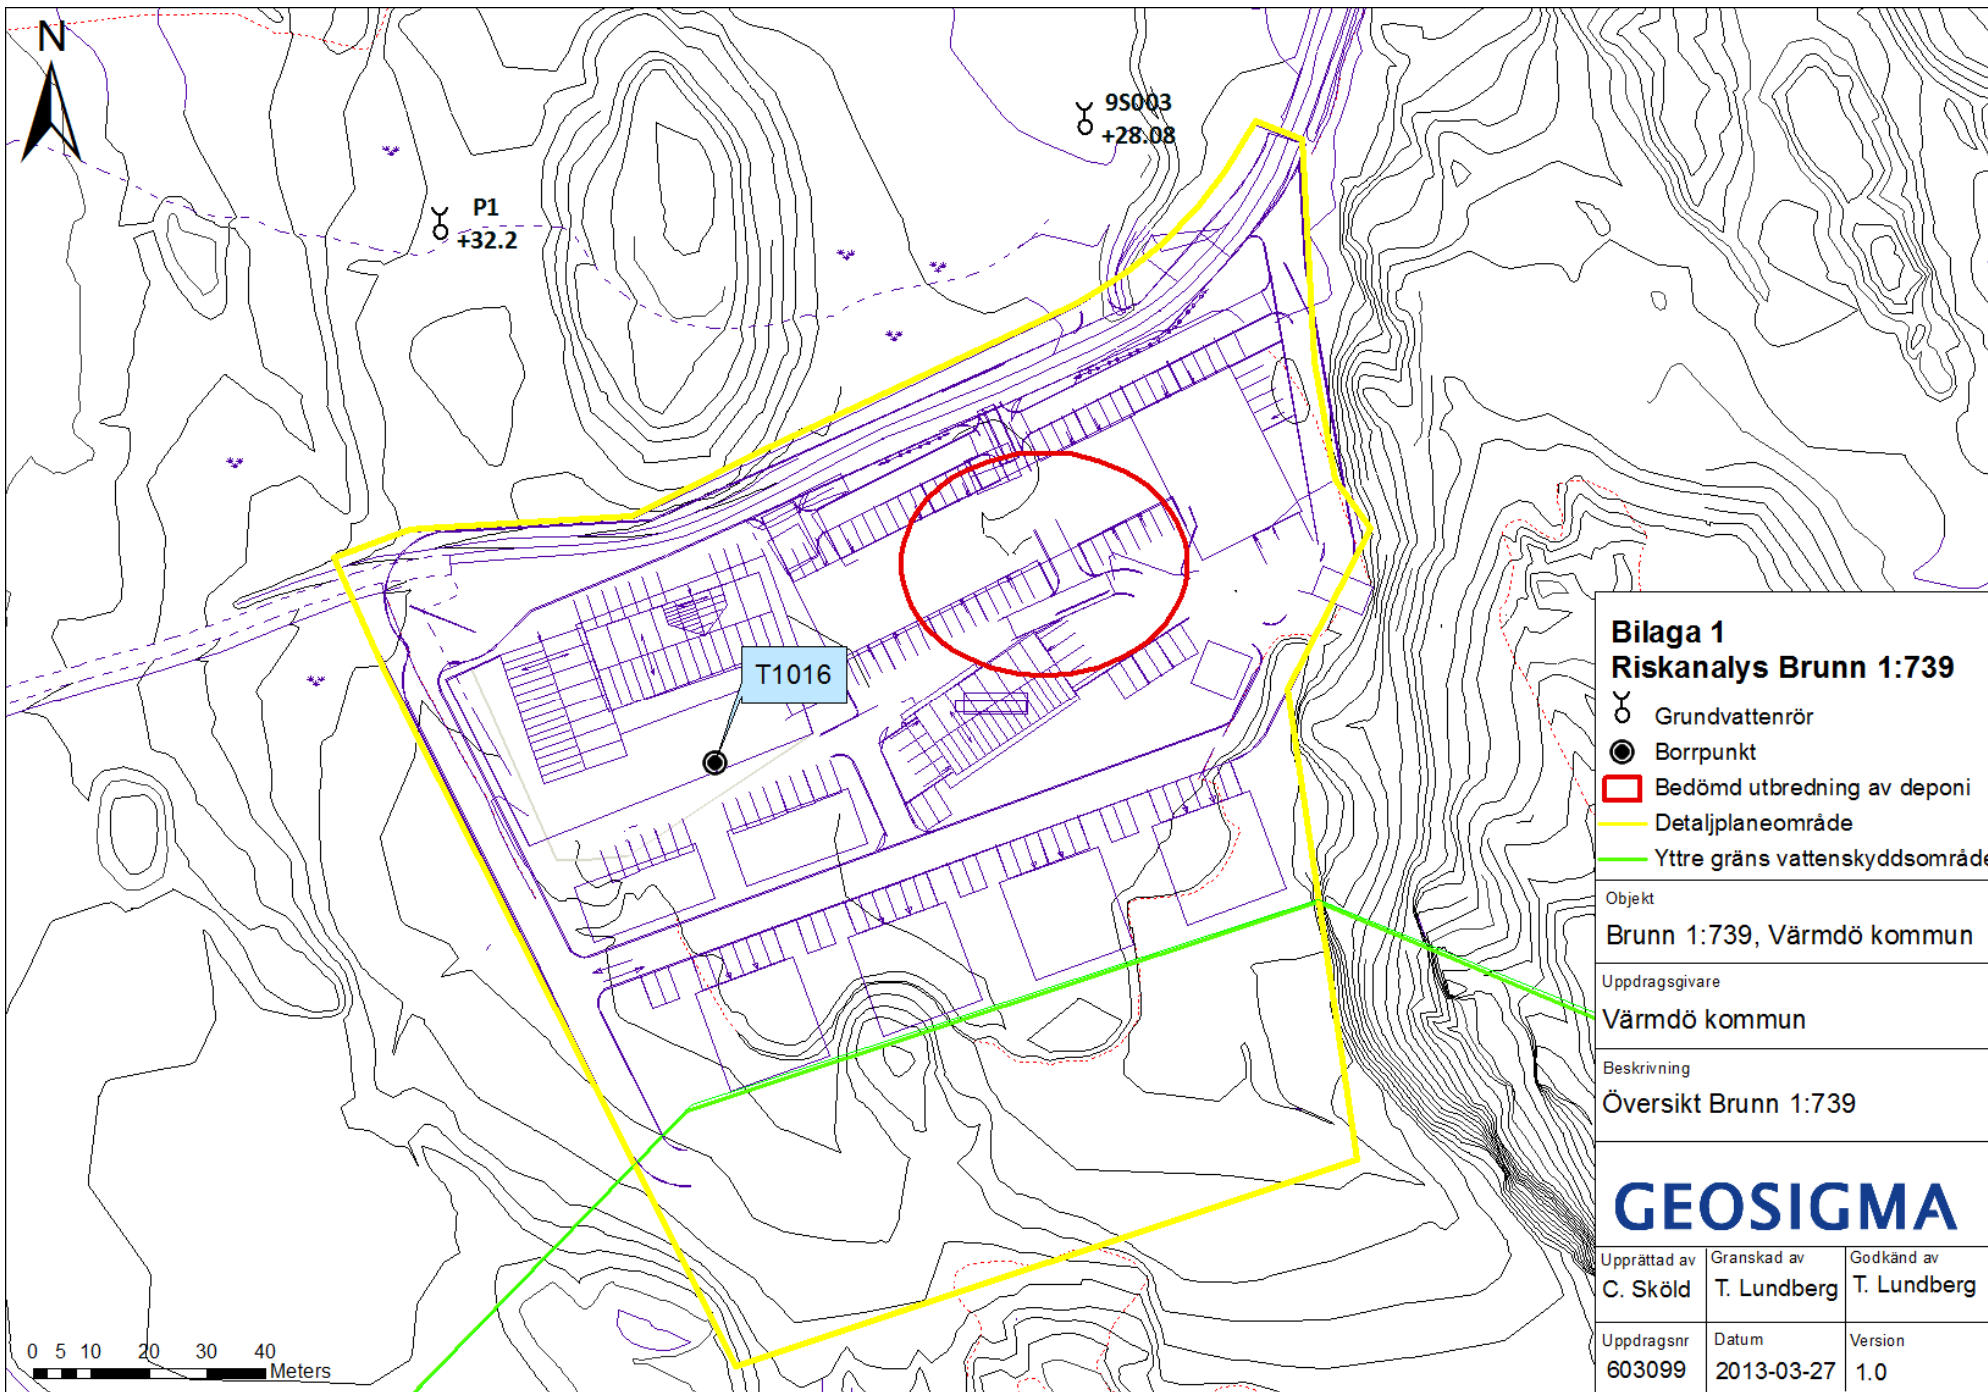 N
9S003
+28.08
P1
+32.2
T1016
Bilaga 1
Riskanalys Brunn 1:739
Grundvattenrör
Borrpunkt
Bedömd utbredning av deponi
Detaljplaneområde
Yttre gräns vattenskyddsområde
Objekt
Brunn 1:739, Värmdö kommun
Uppdragsgivare
Värmdö kommun
Beskrivning
Översikt Brunn 1:739
GEOSIGMA
Upprättad av Granskad av Godkänd av
C. Sköld T. Lundberg T. Lundberg
Uppdragsnr Datum Version
603099 2013-03-27 1.0
0 5 10 20 30 40
Meters